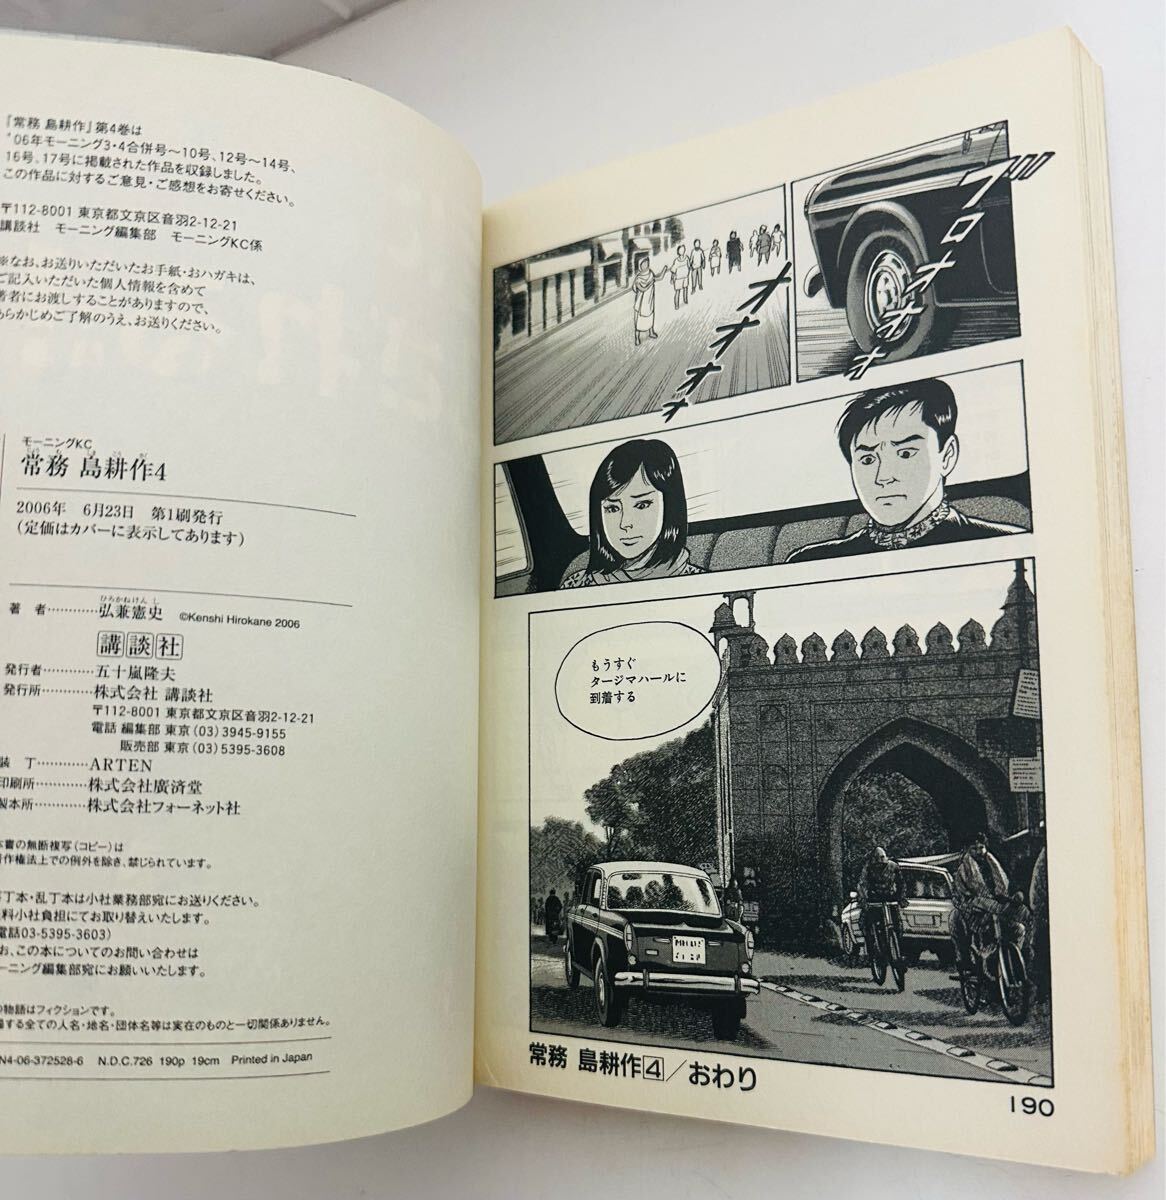 『常務 島耕作』第4巻は
'06年モーニング3・4合併号～10号、12号～14号、
16号、17号に掲載された作品を収録しました。
この作品に対するご意見・ご感想をお寄せください。
〒112-8001 東京都文京区音羽2-12-21
講談社 モーニング編集部 モーニングKC係
※なお、お送りいただいたお手紙・おハガキは、
ご記入いただいた個人情報を含めて
著者にお渡しすることがありますので、
あらかじめご了解のうえ、お送りください。
モーニングKC
常務 島耕作4
2006年 6月23日 第1刷発行
(定価はカバーに表示してあります)
ひろかねけんし
著 者…………弘兼憲史 ©Kenshi Hirokane 2006
講談社
発行者…………五十嵐隆夫
発行所…………株式会社 講談社
〒112-8001 東京都文京区音羽2-12-21
電話 編集部 東京(03)3945-9155
販売部 東京(03)5395-3608
装 丁…………ARTEN
印刷所…………株式会社廣済堂
製本所…………株式会社フォーネット社
本書の無断複写(コピー)は
著作権法上での例外を除き、禁じられています。
丁本・乱丁本は小社業務部宛にお送りください。
料小社負担にてお取り替えいたします。
電話03-5395-3603)
お、この本についてのお問い合わせは
ーニング編集部宛にお願いいたします。
の物語はフィクションです。
場する全ての人名・地名・団体名等は実在のものと一切関係ありません。
N4-06-372528-6 N.D.C.726 190p 19cm Printed in Japan
ブロロロ
オオオオオ
オオオオオ
もうすぐ
タージマハールに
到着する
常務 島耕作4/おわり
190